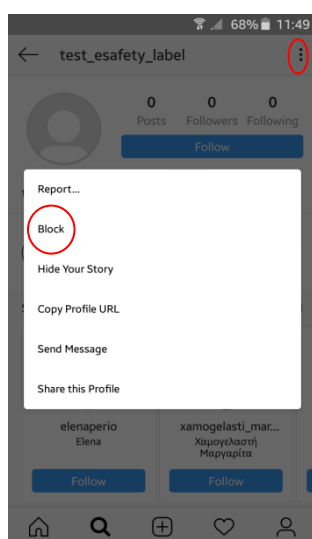 68% 11:49
test_esafety_label
0 0 0
Posts Followers Following
Follow
Report...
Block
Hide Your Story
Copy Profile URL
Send Message
Share this Profile
elenaperio xamogelasti_mar...
Elena Χαμογελαστή
Μαργαρίτα
Follow Follow